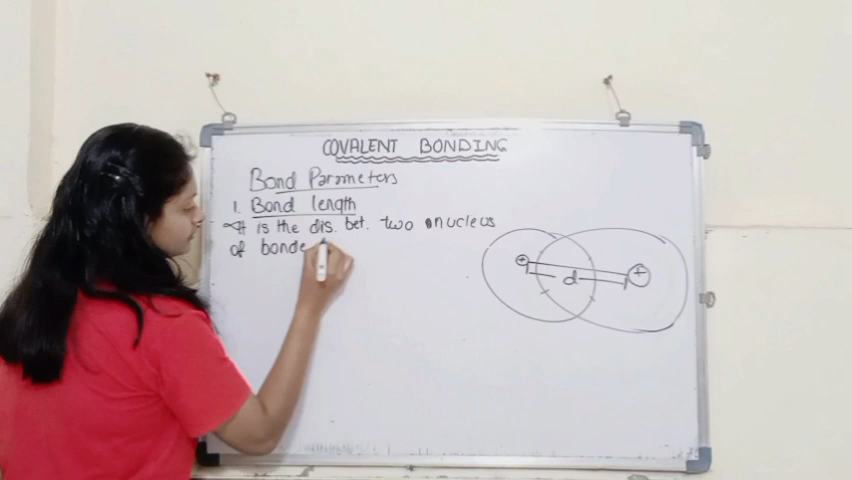 COVALENT BONDING
Bond Parameters
1. Bond length
It is the dis. bet. two nucleus
of bonde
+ d +